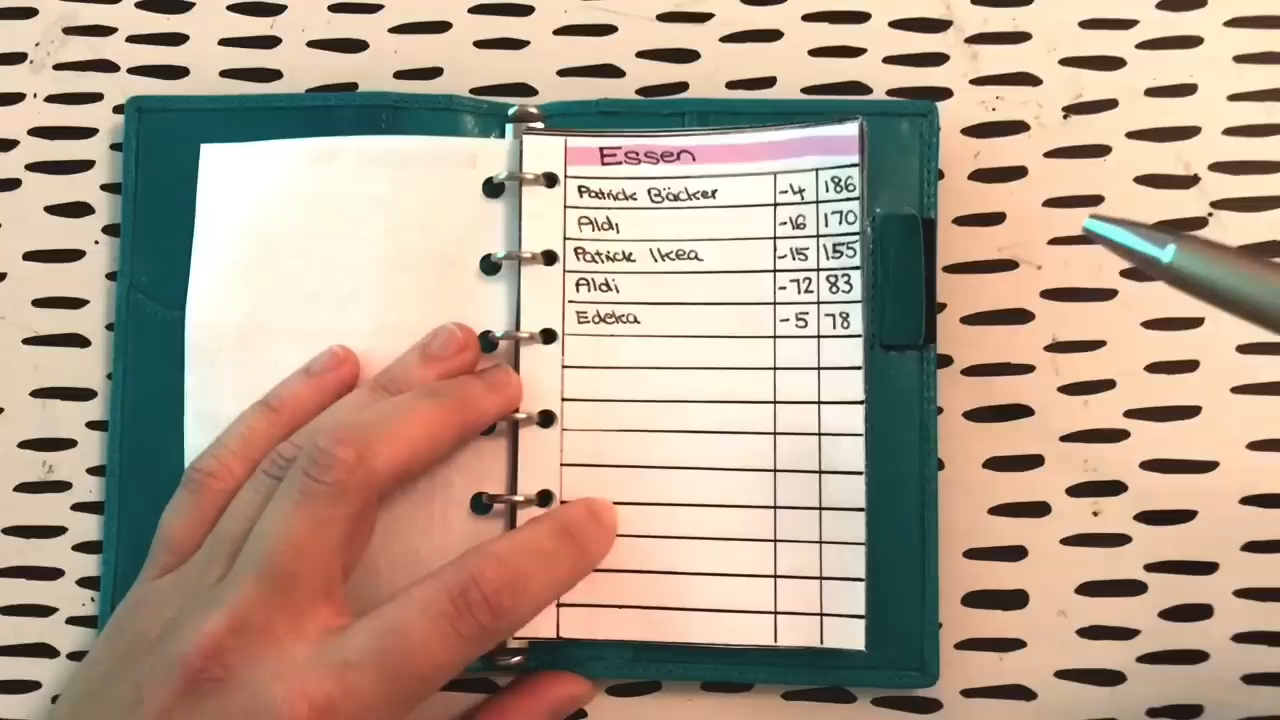 Essen
Patrick Bäcker -4 186
Aldi -16 170
Patrick Ikea -15 155
Aldi -72 83
Edeka -5 78